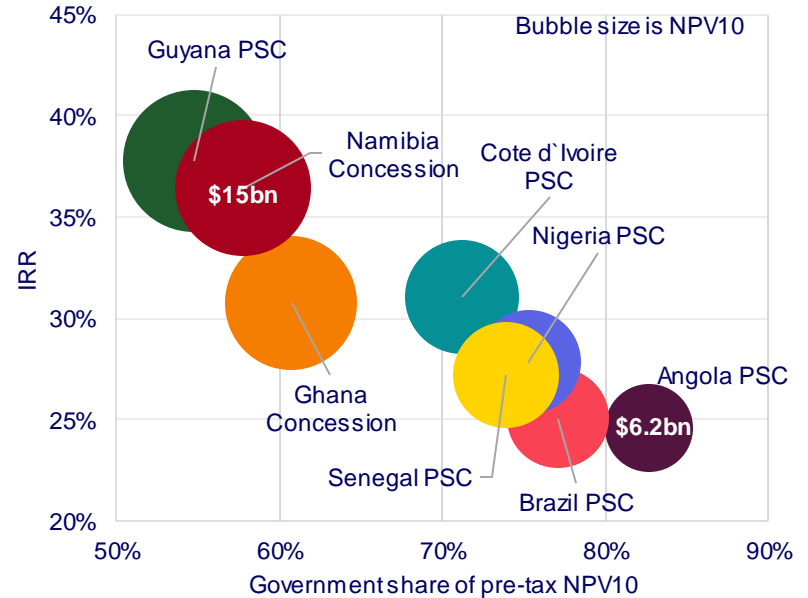 45%
Bubble size is NPV10
Guyana PSC
40%
Namibia
Concession
Cote d`Ivoire
PSC
$15bn
35%
Nigeria PSC
IRR
30%
Ghana
Concession
Angola PSC
25%
$6.2bn
Senegal PSC
Brazil PSC
20%
50%
60%
70%
80%
90%
Government share of pre-tax NPV10